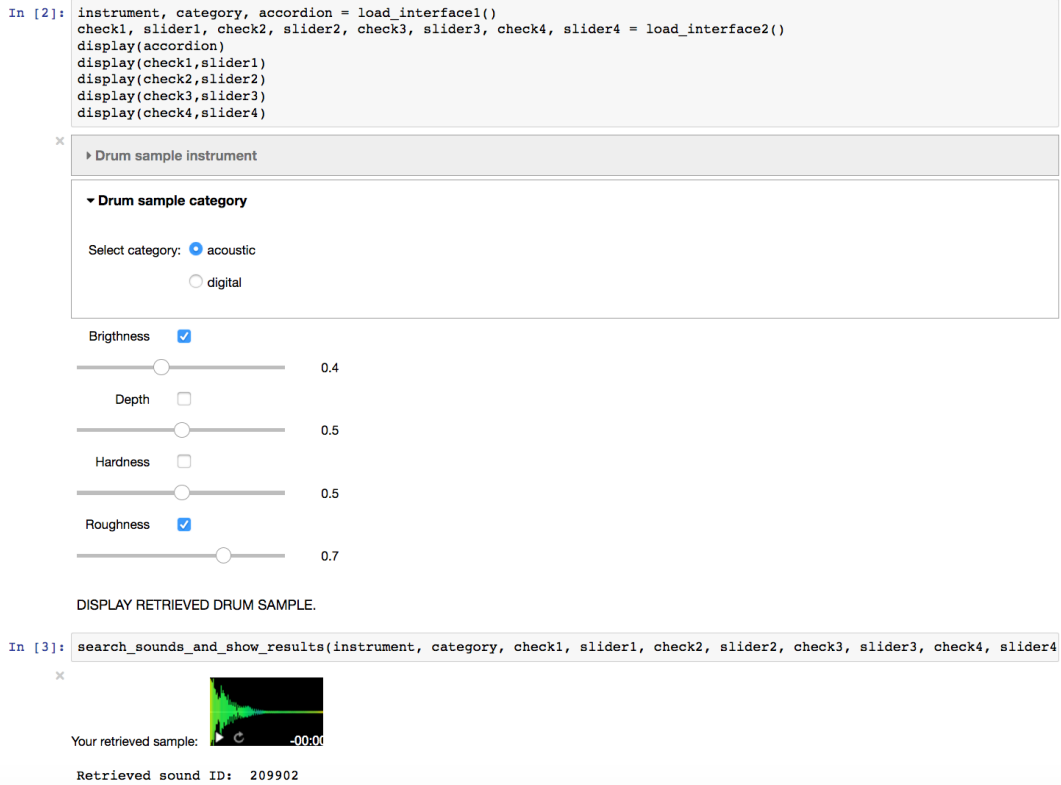 In [2]: instrument, category, accordion = load_interface1()
check1, slider1, check2, slider2, check3, slider3, check4, slider4 = load_interface2()
display(accordion)
display(check1,slider1)
display(check2,slider2)
display(check3,slider3)
display(check4,slider4)
Drum sample instrument
Drum sample category
Select category: acoustic
digital
Brigthness
0.4
Depth
0.5
Hardness
0.5
Roughness
0.7
DISPLAY RETRIEVED DRUM SAMPLE.
In [3]: search_sounds_and_show_results(instrument, category, check1, slider1, check2, slider2, check3, slider3, check4, slider4
Your retrieved sample: -00:00
Retrieved sound ID: 209902